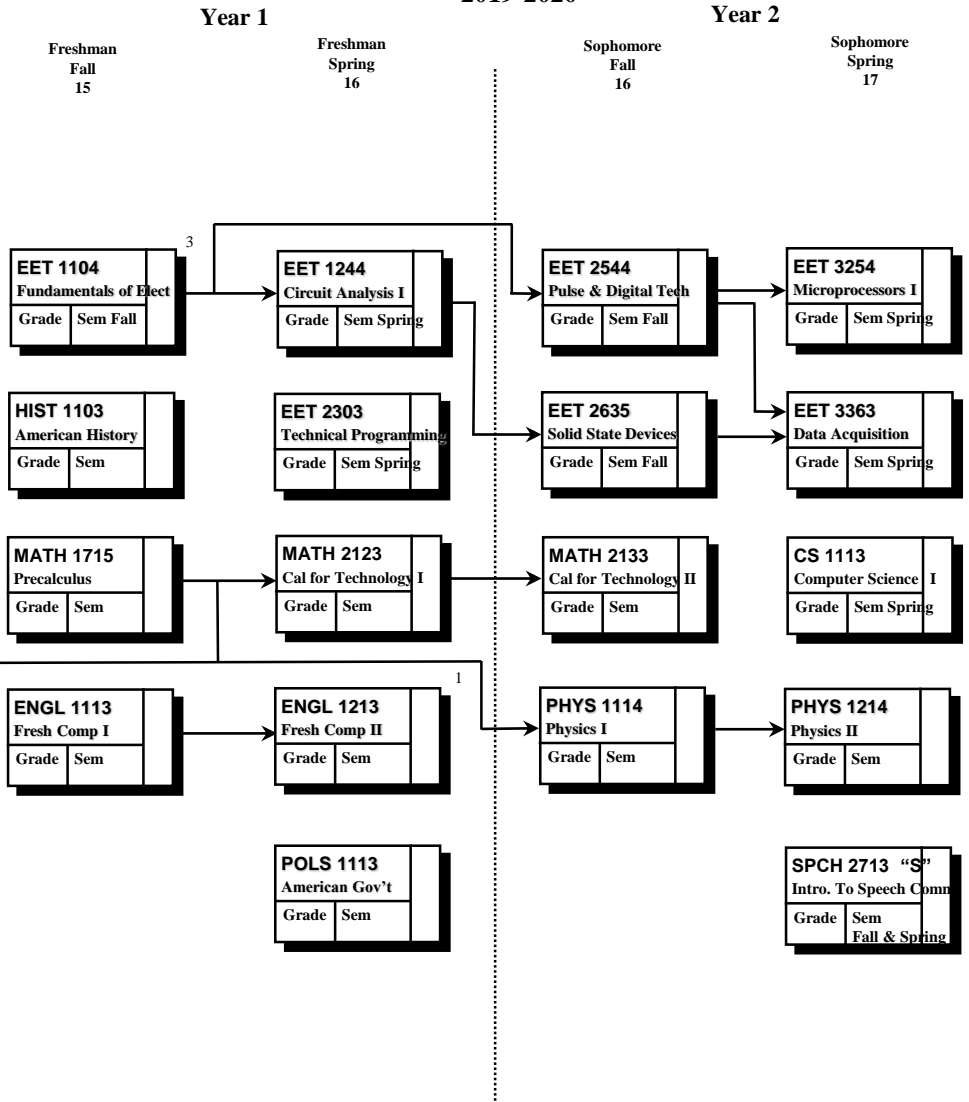 2019-2020
Year 1
Year 2
Freshman
Fall
15
Freshman
Spring
16
Sophomore
Fall
16
Sophomore
Spring
17
3
EET 1104
Fundamentals of Elect
Grade Sem Fall
EET 1244
Circuit Analysis I
Grade Sem Spring
EET 2544
Pulse & Digital Tech
Grade Sem Fall
EET 3254
Microprocessors I
Grade Sem Spring
HIST 1103
American History
Grade Sem
EET 2303
Technical Programming
Grade Sem Spring
EET 2635
Solid State Devices
Grade Sem Fall
EET 3363
Data Acquisition
Grade Sem Spring
MATH 1715
Precalculus
Grade Sem
MATH 2123
Cal for Technology I
Grade Sem
MATH 2133
Cal for Technology II
Grade Sem
CS 1113
Computer Science I
Grade Sem Spring
1
ENGL 1113
Fresh Comp I
Grade Sem
ENGL 1213
Fresh Comp II
Grade Sem
PHYS 1114
Physics I
Grade Sem
PHYS 1214
Physics II
Grade Sem
POLS 1113
American Gov’t
Grade Sem
SPCH 2713 “S”
Intro. To Speech Comm
Grade Sem
Fall & Spring